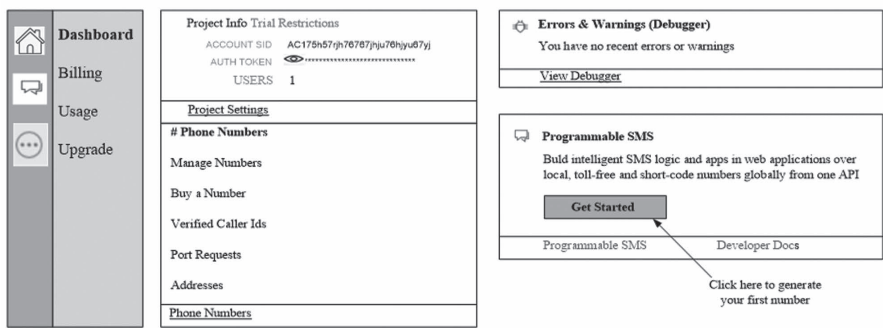 Dashboard
Billing
Usage
Upgrade
Project Info Trial Restrictions
ACCOUNT SID AC175h57rjh76767jhju76hjyu67yj
AUTH TOKEN
USERS 1
Project Settings
# Phone Numbers
Manage Numbers
Buy a Number
Verified Caller Ids
Port Requests
Addresses
Phone Numbers
Errors & Warnings (Debugger)
You have no recent errors or warnings
View Debugger
Programmable SMS
Buld intelligent SMS logic and apps in web applications over
local, toll-free and short-code numbers globally from one API
Get Started
Programmable SMS Developer Docs
Click here to generate
your first number